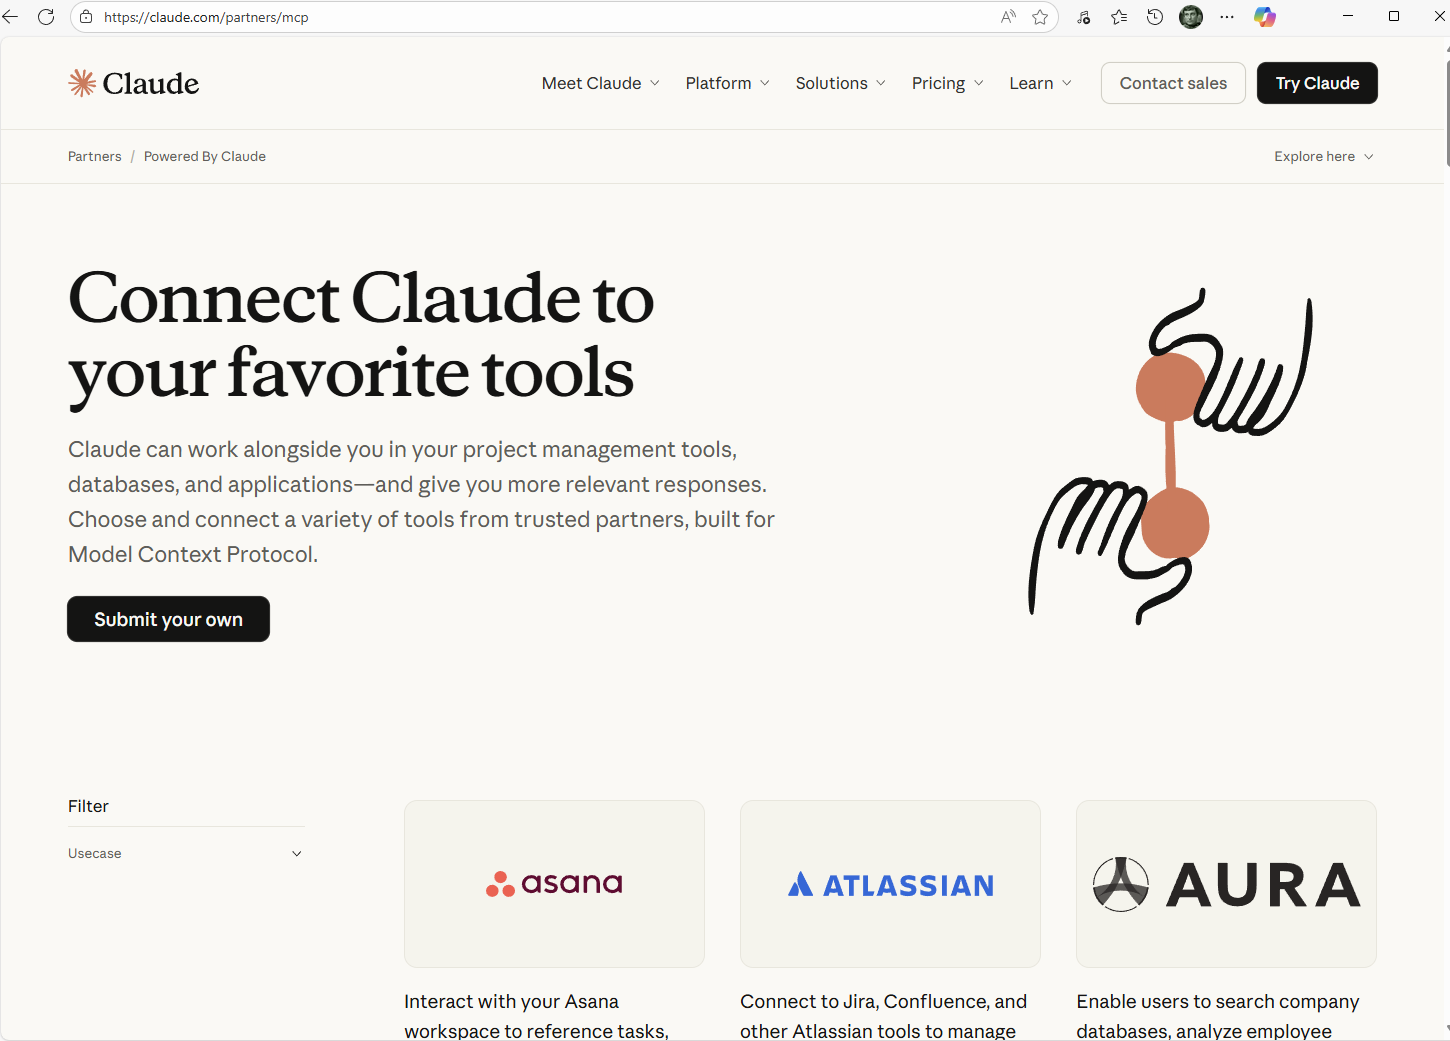 https://claude.com/partners/mcp
Claude
Meet Claude
Platform
Solutions
Pricing
Learn
Contact sales
Try Claude
Partners / Powered By Claude
Explore here
Connect Claude to
your favorite tools
Claude can work alongside you in your project management tools,
databases, and applications—and give you more relevant responses.
Choose and connect a variety of tools from trusted partners, built for
Model Context Protocol.
Submit your own
Filter
Usecase
asana
ATLASSIAN
AURA
Interact with your Asana
workspace to reference tasks,
Connect to Jira, Confluence, and
other Atlassian tools to manage
Enable users to search company
databases, analyze employee